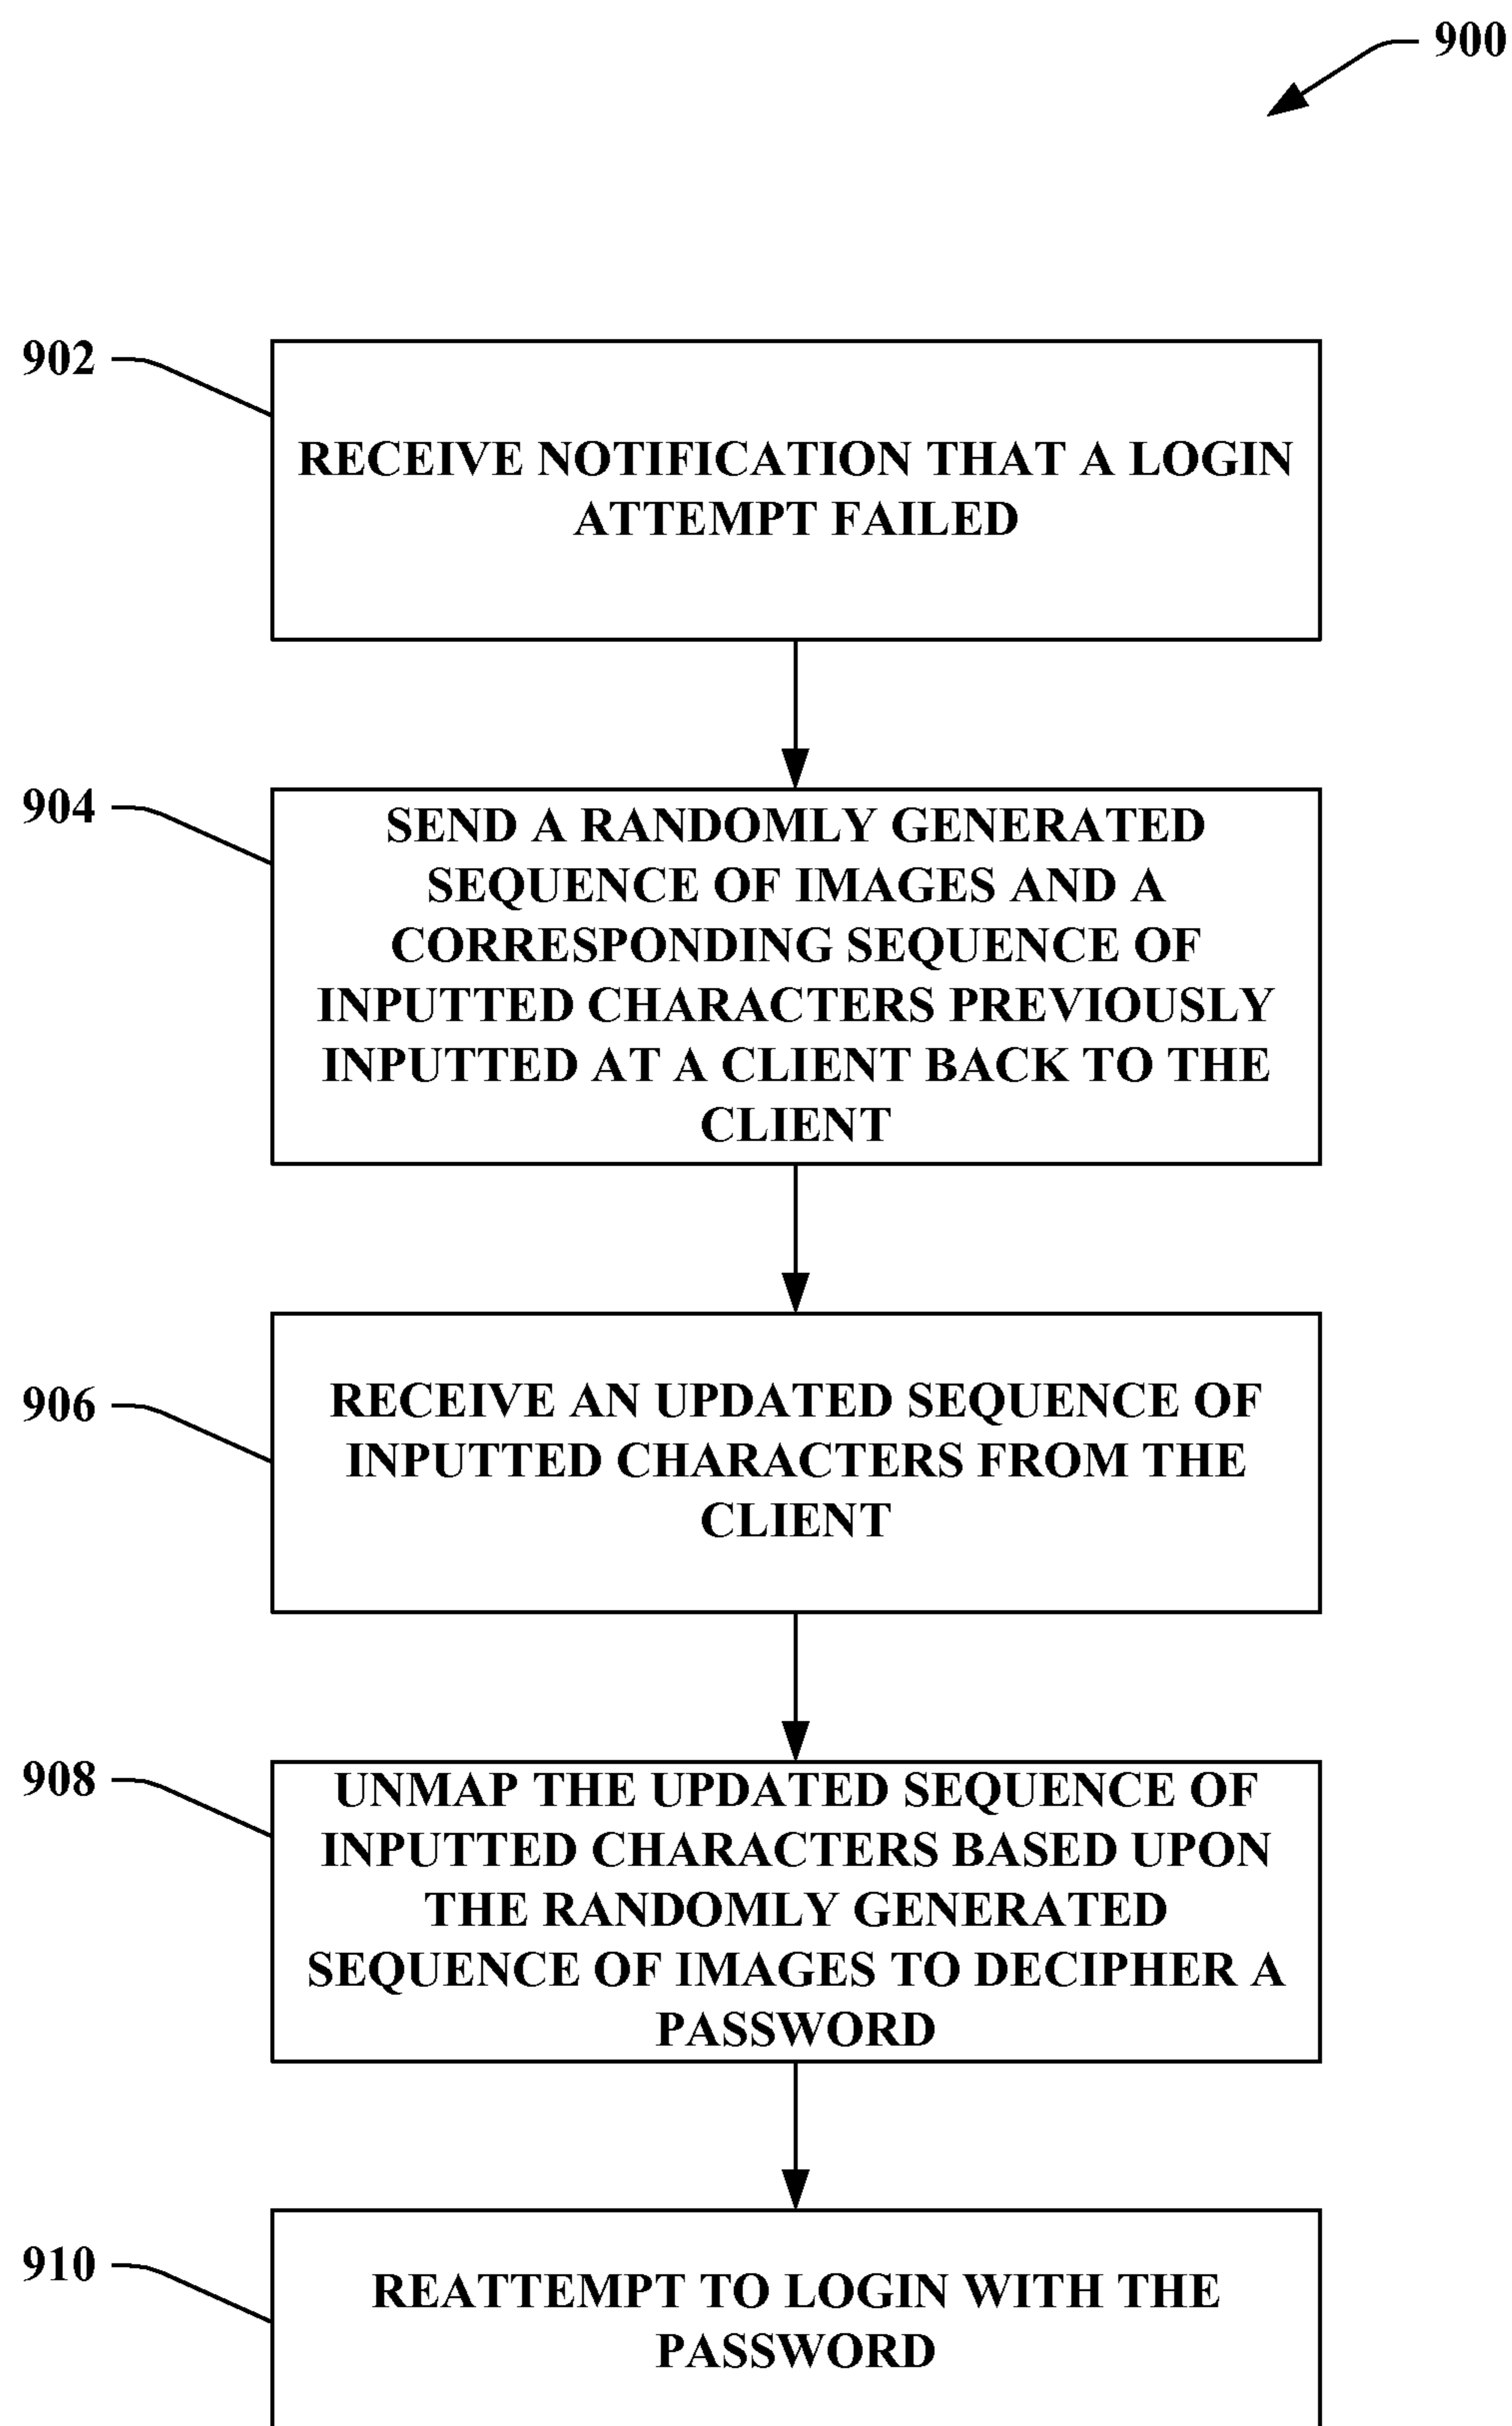 900
902
RECEIVE NOTIFICATION THAT A LOGIN
ATTEMPT FAILED
904
SEND A RANDOMLY GENERATED
SEQUENCE OF IMAGES AND A
CORRESPONDING SEQUENCE OF
INPUTTED CHARACTERS PREVIOUSLY
INPUTTED AT A CLIENT BACK TO THE
CLIENT
906
RECEIVE AN UPDATED SEQUENCE OF
INPUTTED CHARACTERS FROM THE
CLIENT
908
UNMAP THE UPDATED SEQUENCE OF
INPUTTED CHARACTERS BASED UPON
THE RANDOMLY GENERATED
SEQUENCE OF IMAGES TO DECIPHER A
PASSWORD
910
REATTEMPT TO LOGIN WITH THE
PASSWORD